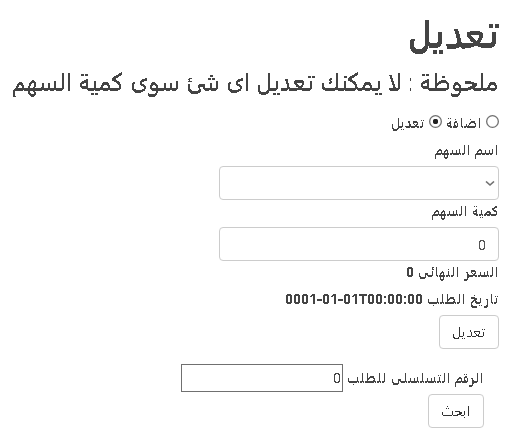 تعديل
ملحوظة : لا يمكنك تعديل اى شئ سوى كمية السهم
اضافة تعديل
اسم السهم
كمية السهم
0
السعر النهائى 0
تاريخ الطلب 0001-01-01T00:00:00
تعديل
الرقم التسلسلى للطلب 0
ابحث